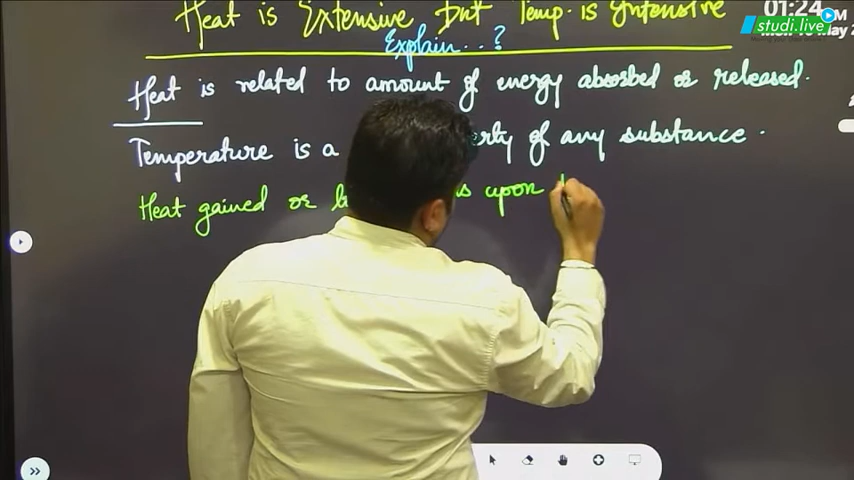 Heat is Extensive but Temp. is Intensive
Explain...?
Heat is related to amount of energy absorbed or released.
Temperature is a of any substance.
Heat gained or upon
01:24
studi.live